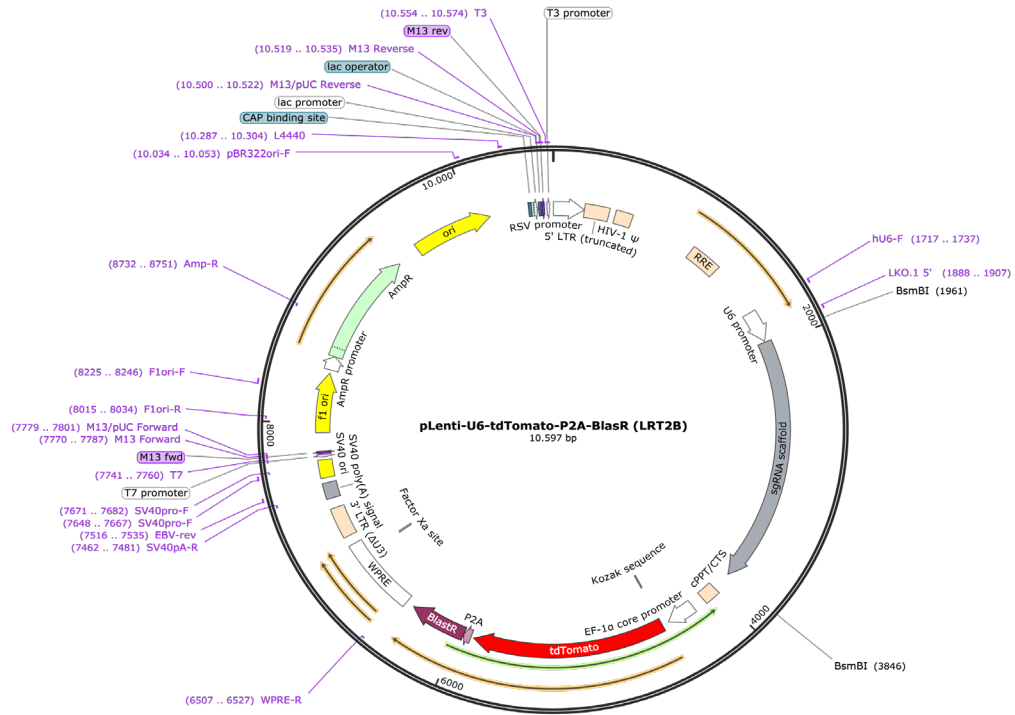 (10.554 .. 10.574) T3
T3 promoter
M13 rev
(10.519 .. 10.535) M13 Reverse
lac operator
(10.500 .. 10.522) M13/pUC Reverse
lac promoter
CAP binding site
(10.287 .. 10.304) L4440
(10.034 .. 10.053) pBR322ori-F
10.000
ori
RSV promoter
5' LTR (truncated)
HIV-1 Ψ
RRE
hU6-F (1717 .. 1737)
LKO.1 5' (1888 .. 1907)
BsmBI (1961)
2000
U6 promoter
sgRNA scaffold
(8732 .. 8751) Amp-R
AmpR
AmpR promoter
(8225 .. 8246) F1ori-F
f1 ori
(8015 .. 8034) F1ori-R
8000
(7779 .. 7801) M13/pUC Forward
(7770 .. 7787) M13 Forward
M13 fwd
(7741 .. 7760) T7
T7 promoter
(7671 .. 7682) SV40pro-F
(7648 .. 7667) SV40pro-F
(7516 .. 7535) EBV-rev
(7462 .. 7481) SV40pA-R
pLenti-U6-tdTomato-P2A-BlasR (LRT2B)
10.597 bp
SV40 ori
SV40 poly(A) signal
3' LTR (ΔU3)
WPRE
Factor Xa site
Kozak sequence
cPPT/CTS
EF-1α core promoter
tdTomato
P2A
BlastR
4000
BsmBI (3846)
6000
(6507 .. 6527) WPRE-R